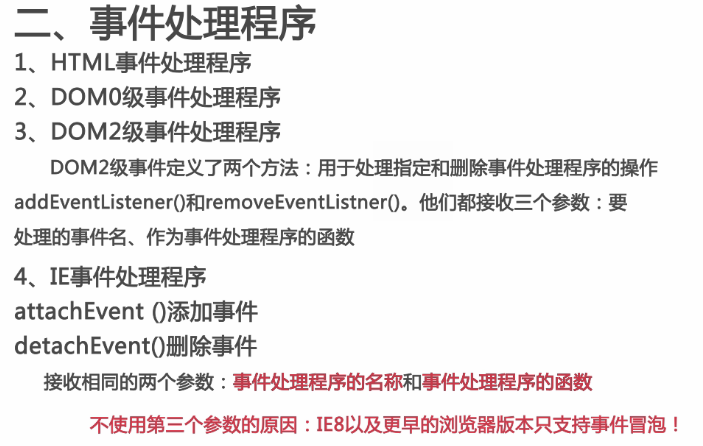 二、事件处理程序
1、HTML事件处理程序
2、DOM0级事件处理程序
3、DOM2级事件处理程序
DOM2级事件定义了两个方法：用于处理指定和删除事件处理程序的操作
addEventListener()和removeEventListner()。他们都接收三个参数：要
处理的事件名、作为事件处理程序的函数
4、IE事件处理程序
attachEvent ()添加事件
detachEvent()删除事件
接收相同的两个参数：事件处理程序的名称和事件处理程序的函数
不使用第三个参数的原因：IE8以及更早的浏览器版本只支持事件冒泡！